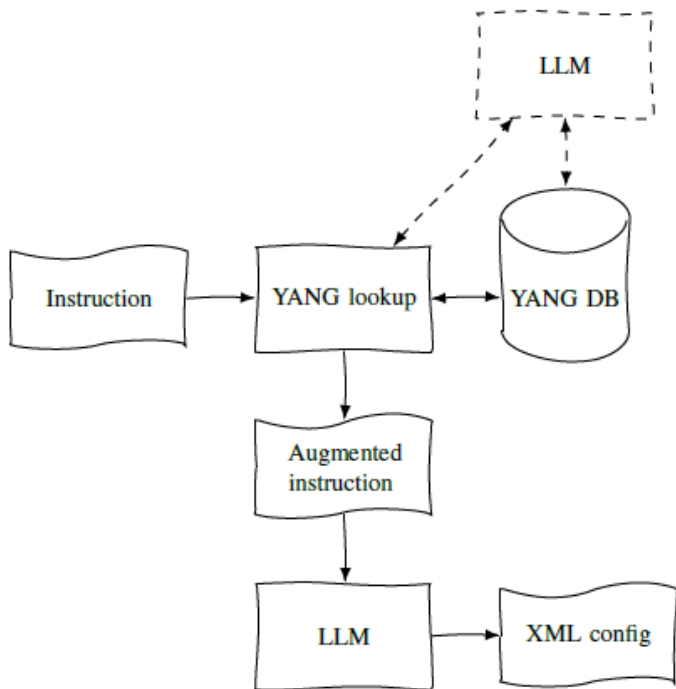 LLM
Instruction
YANG lookup
YANG DB
Augmented
instruction
LLM
XML config